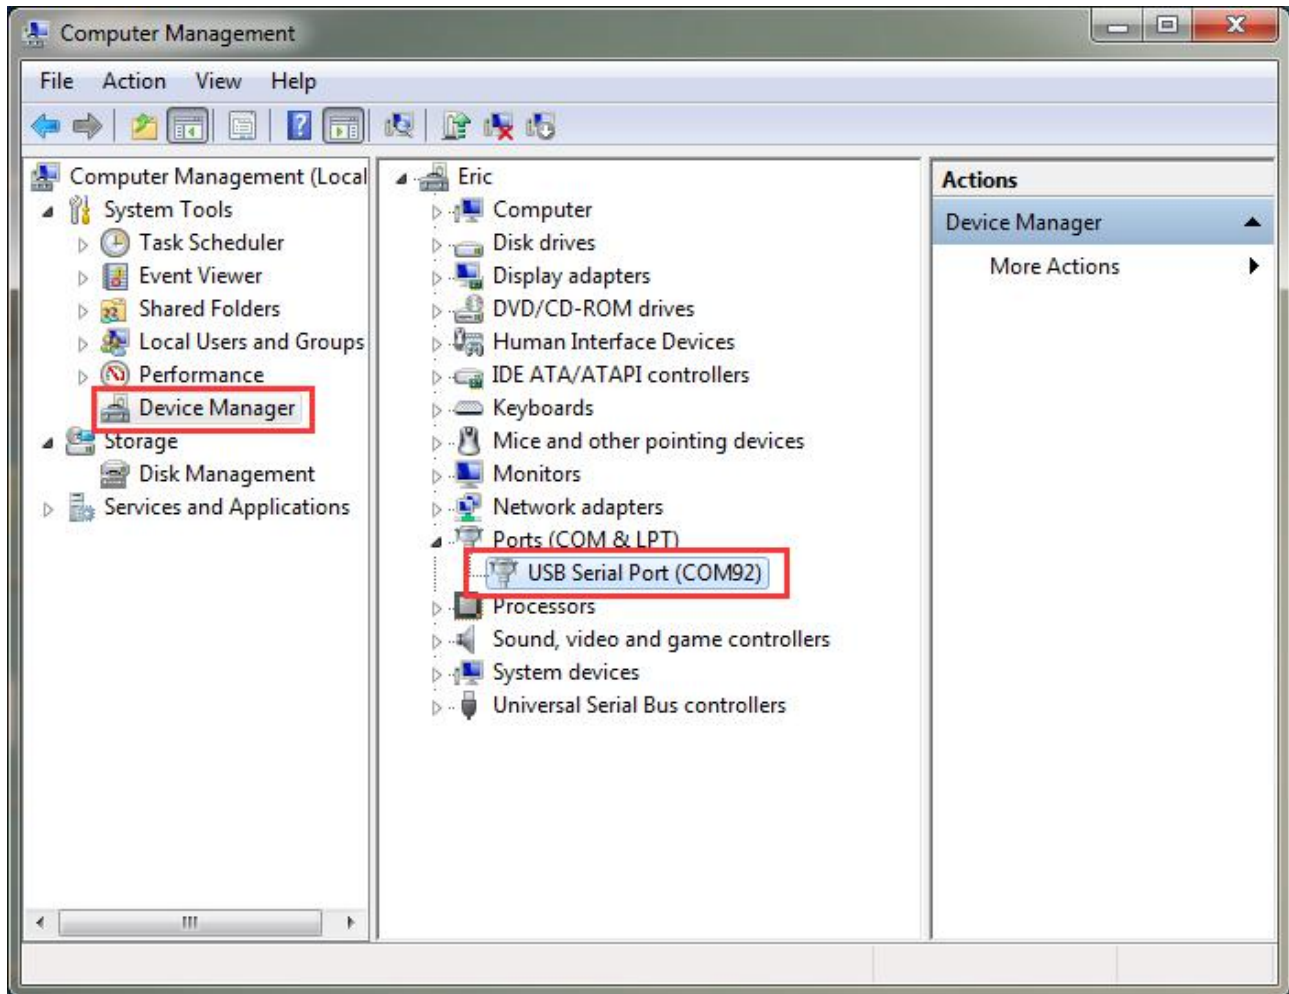 Computer Management
File Action View Help
Computer Management (Local
System Tools
Task Scheduler
Event Viewer
Shared Folders
Local Users and Groups
Performance
Device Manager
Storage
Disk Management
Services and Applications
Eric
Computer
Disk drives
Display adapters
DVD/CD-ROM drives
Human Interface Devices
IDE ATA/ATAPI controllers
Keyboards
Mice and other pointing devices
Monitors
Network adapters
Ports (COM & LPT)
USB Serial Port (COM92)
Processors
Sound, video and game controllers
System devices
Universal Serial Bus controllers
Actions
Device Manager
More Actions